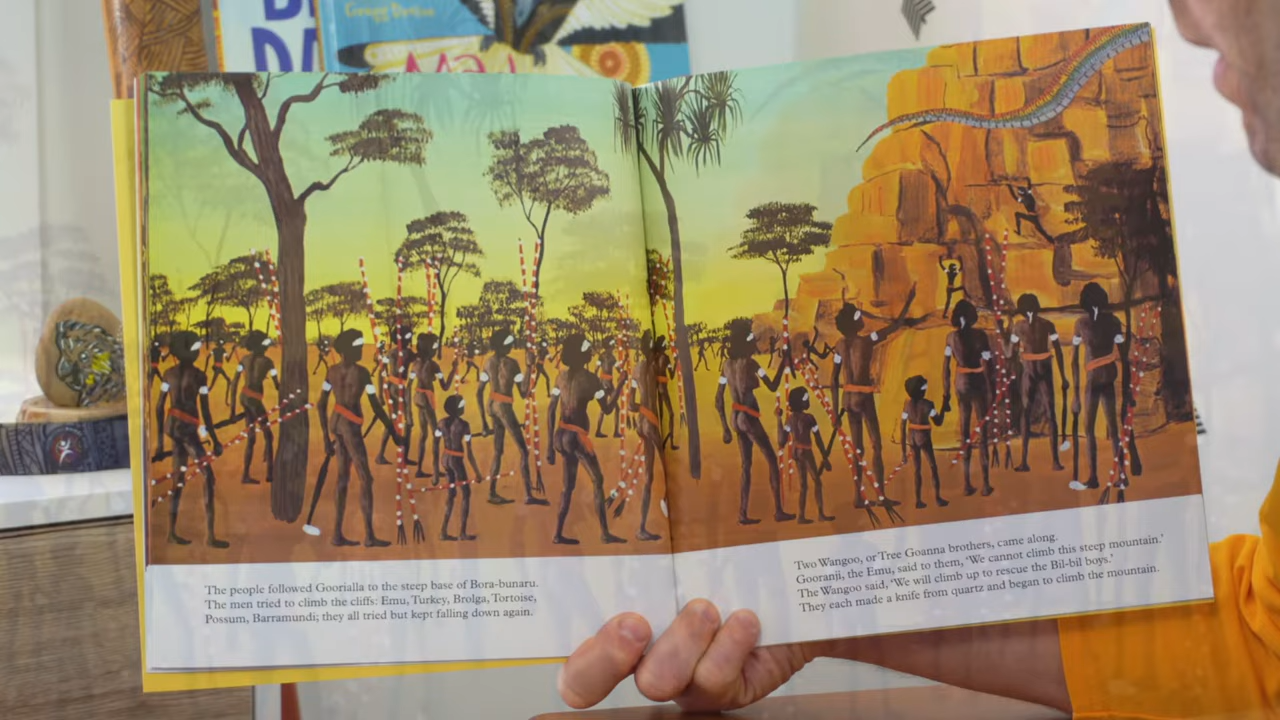 Gregg Dreise
The people followed Goorialla to the steep base of Bora-bunaru.
The men tried to climb the cliffs: Emu, Turkey, Brolga, Tortoise,
Possum, Barramundi; they all tried but kept falling down again.
Two Wangoo, or Tree Goanna brothers, came along.
Gooranji, the Emu, said to them, 'We cannot climb this steep mountain.'
The Wangoo said, 'We will climb up to rescue the Bil-bil boys.'
They each made a knife from quartz and began to climb the mountain.